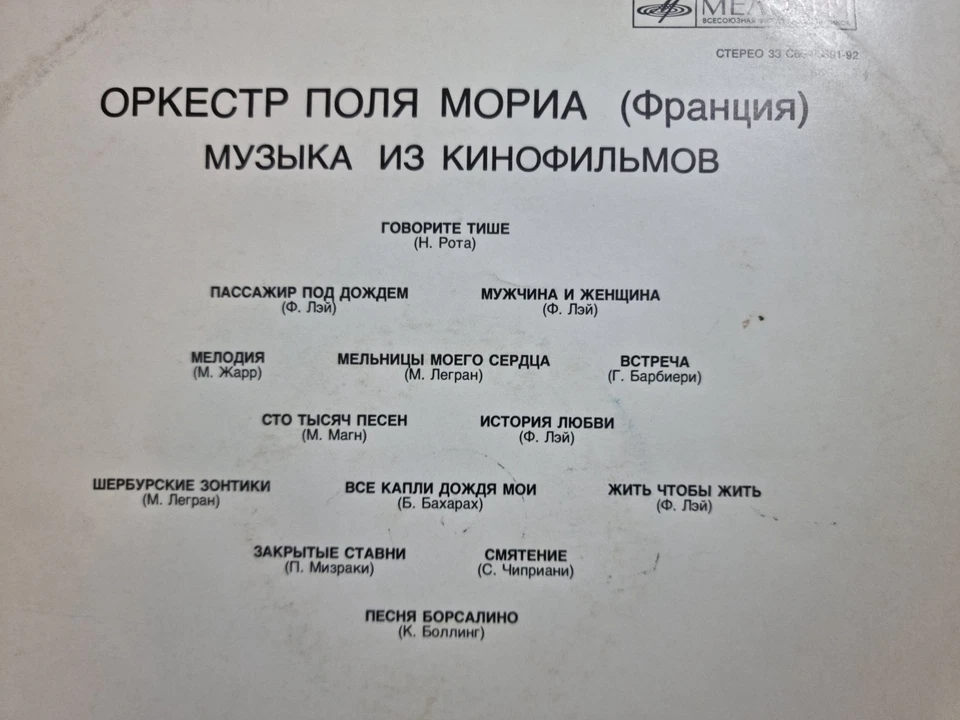 ВСЕСОЮЗНАЯ
СТЕРЕО 33
ОРКЕСТР ПОЛЯ МОРИА (Франция)
МУЗЫКА ИЗ КИНОФИЛЬМОВ
ГОВОРИТЕ ТИШЕ
(Н. Рота)
ПАССАЖИР ПОД ДОЖДЕМ МУЖЧИНА И ЖЕНЩИНА
(Ф. Лэй) (Ф. Лэй)
МЕЛОДИЯ МЕЛЬНИЦЫ МОЕГО СЕРДЦА ВСТРЕЧА
(М. Жарр) (М. Легран) (Г. Барбиери)
СТО ТЫСЯЧ ПЕСЕН ИСТОРИЯ ЛЮБВИ
(М. Магн) (Ф. Лэй)
ШЕРБУРСКИЕ ЗОНТИКИ ВСЕ КАПЛИ ДОЖДЯ МОИ ЖИТЬ ЧТОБЫ ЖИТЬ
(М. Легран) (Б. Бахарах) (Ф. Лэй)
ЗАКРЫТЫЕ СТАВНИ СМЯТЕНИЕ
(П. Мизраки) (С. Чиприани)
ПЕСНЯ БОРСАЛИНО
(К. Боллинг)